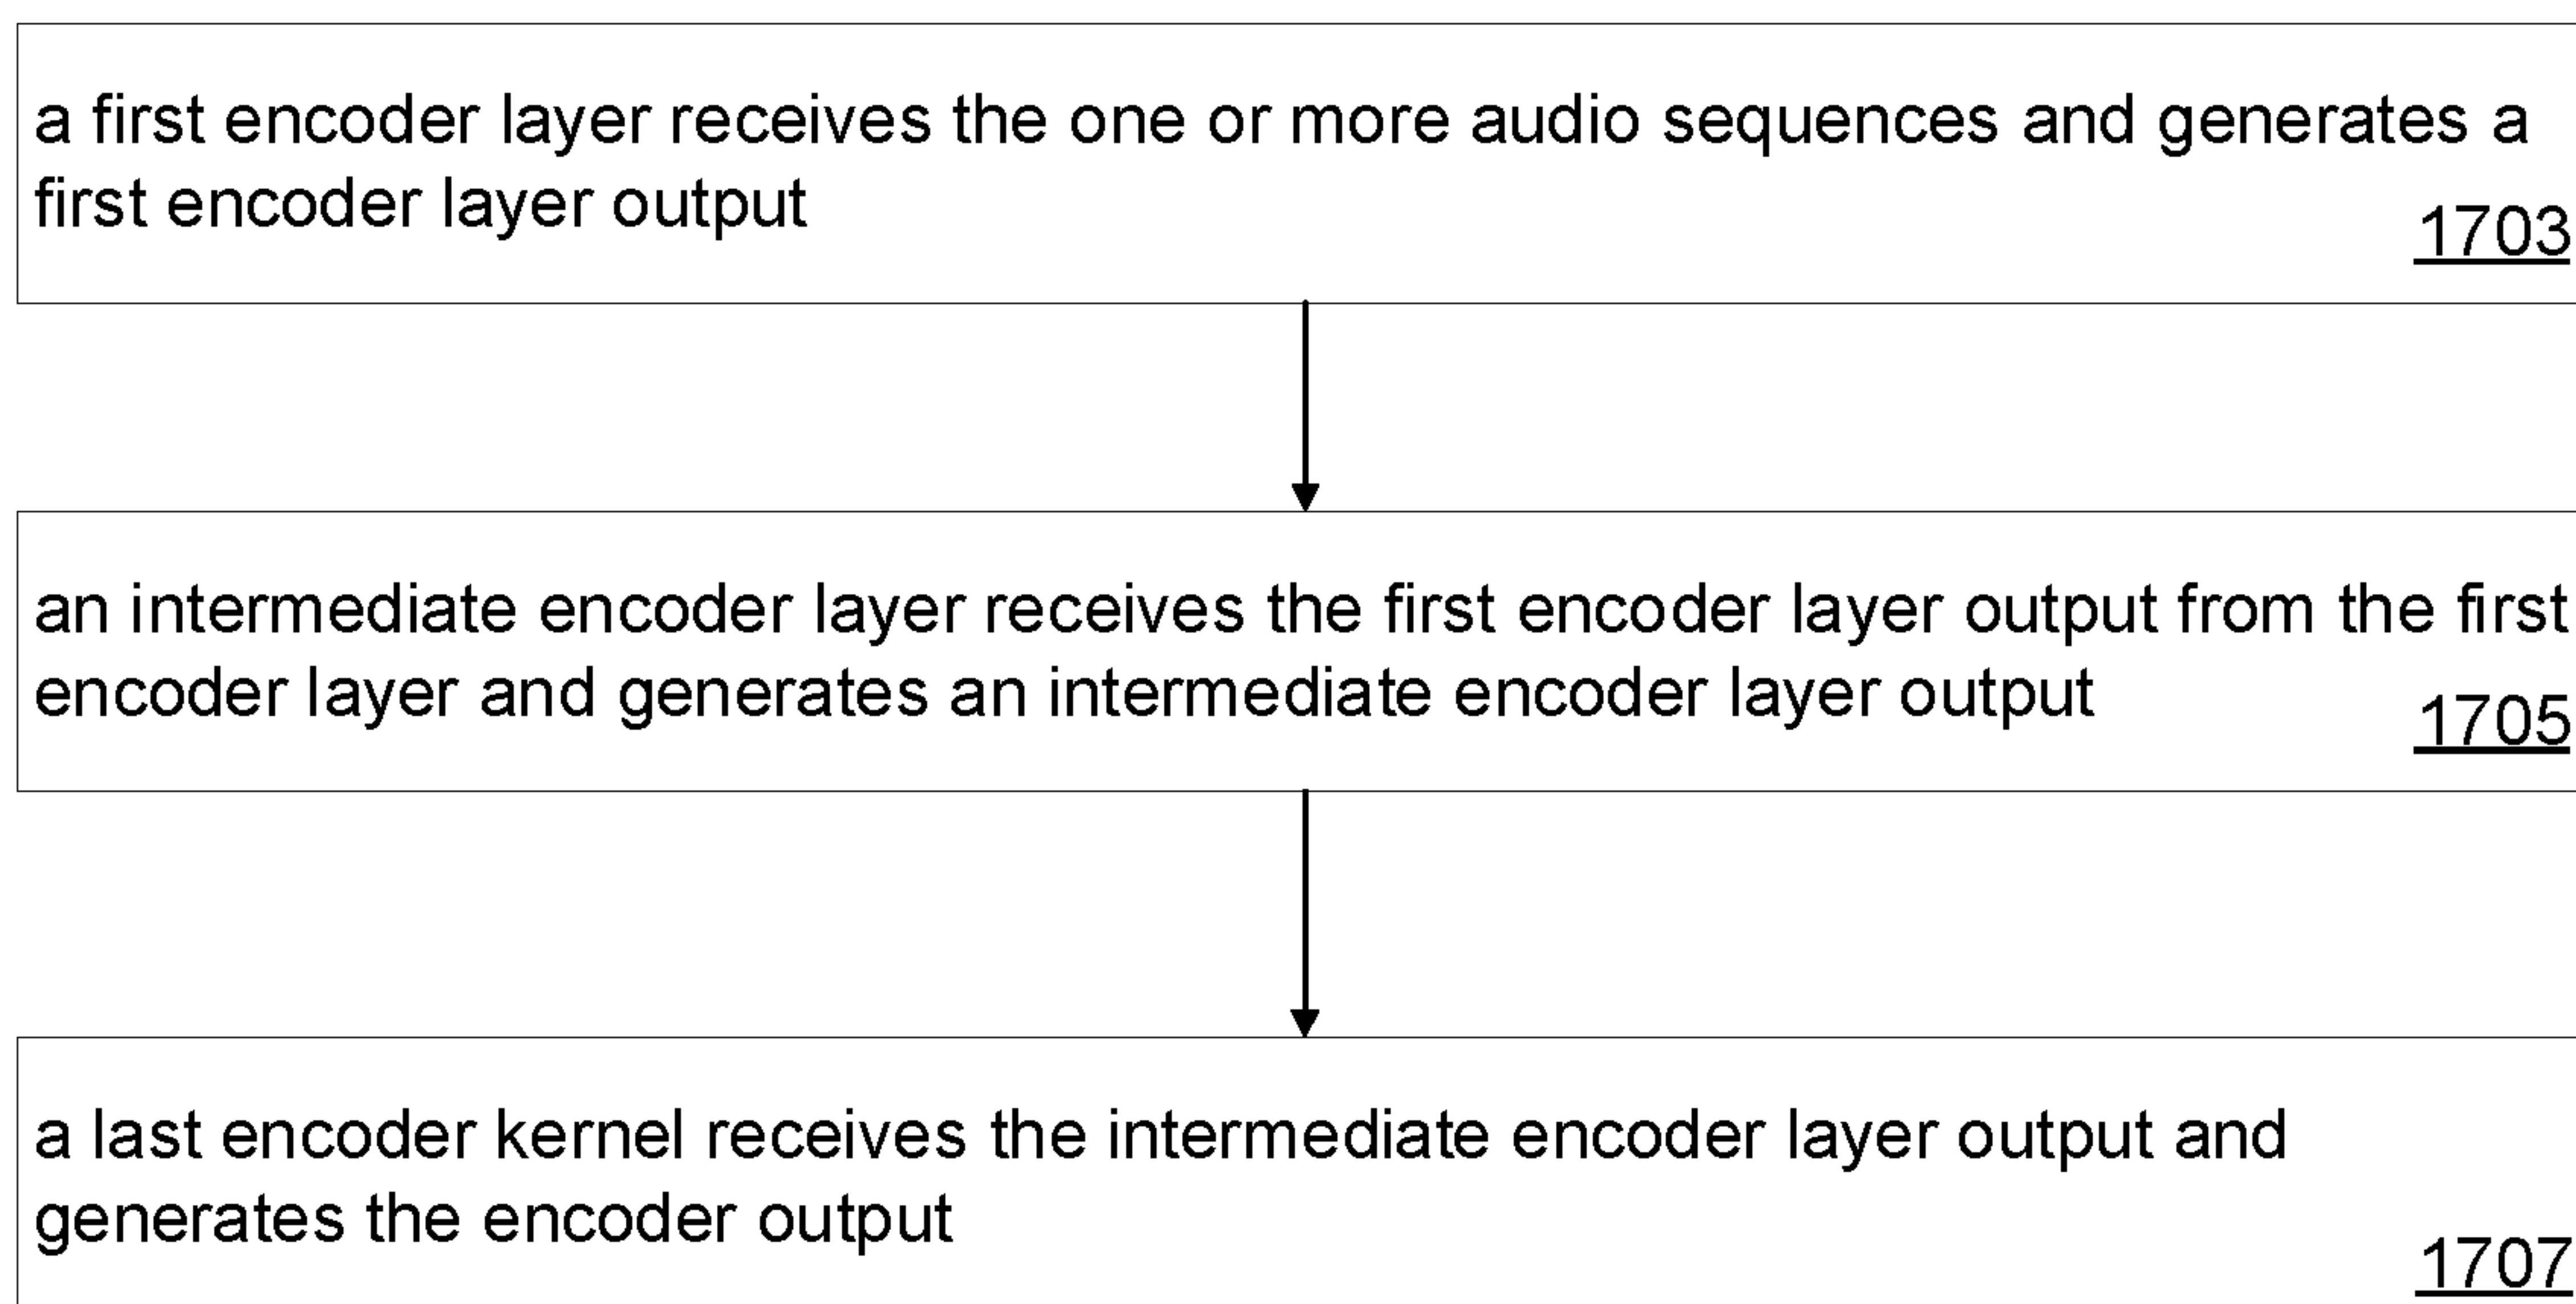 a first encoder layer receives the one or more audio sequences and generates a
first encoder layer output
1703
an intermediate encoder layer receives the first encoder layer output from the first
encoder layer and generates an intermediate encoder layer output
1705
a last encoder kernel receives the intermediate encoder layer output and
generates the encoder output
1707